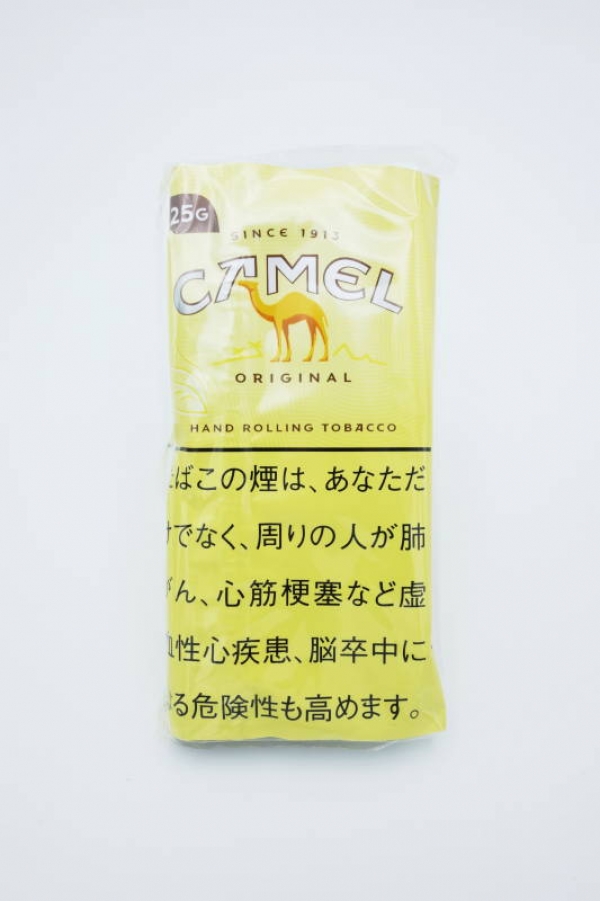 25G
SINCE 1913
CAMEL
ORIGINAL
HAND ROLLING TOBACCO
ばこの煙は、あなただ
でなく、周りの人が肺
ん、心筋梗塞など虚
性心疾患、脳卒中に
る危険性も高めます。